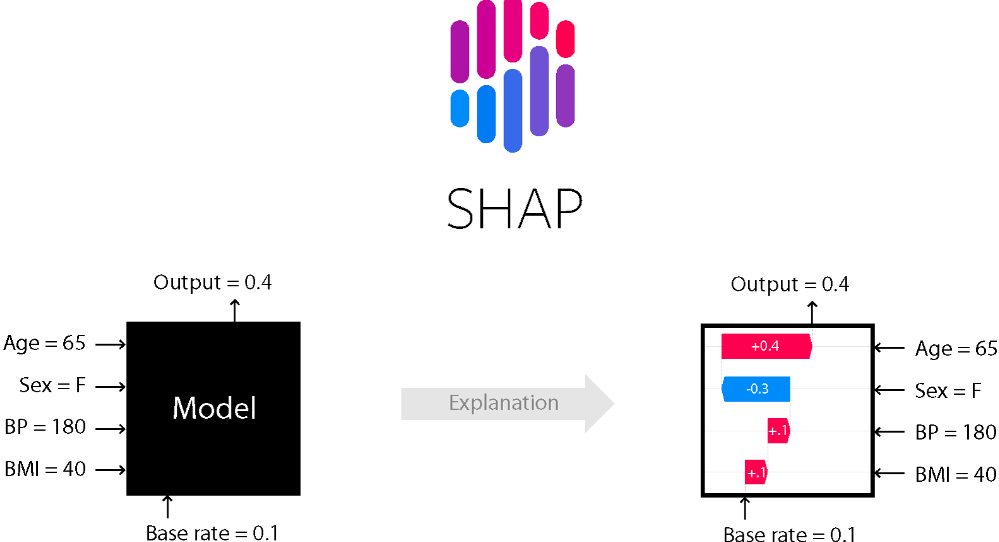 SHAP
Output = 0.4
Age = 65
Sex = F
BP = 180
BMI = 40
Model
Base rate = 0.1
Explanation
Output = 0.4
+0.4
-0.3
+.1
+.1
Age = 65
Sex = F
BP = 180
BMI = 40
Base rate = 0.1